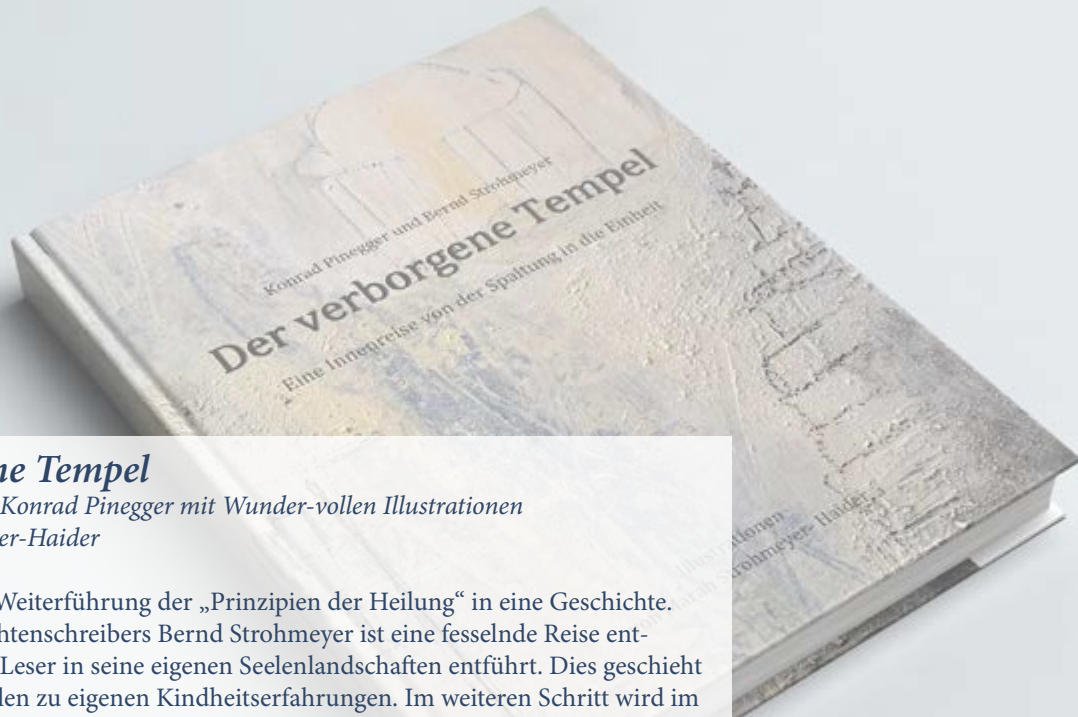 Konrad Pinegger und Bernd Strohmeyer
Der verborgene Tempel
Eine Innenreise von der Spaltung in die Einheit
Illustrationen
Strohmeyer-Haider
ne Tempel
Konrad Pinegger mit Wunder-vollen Illustrationen
er-Haider
Weiterführung der „Prinzipien der Heilung“ in eine Geschichte.
htenschreibers Bernd Strohmeyer ist eine fesselnde Reise ent-
Leser in seine eigenen Seelenlandschaften entführt. Dies geschieht
len zu eigenen Kindheitserfahrungen. Im weiteren Schritt wird im